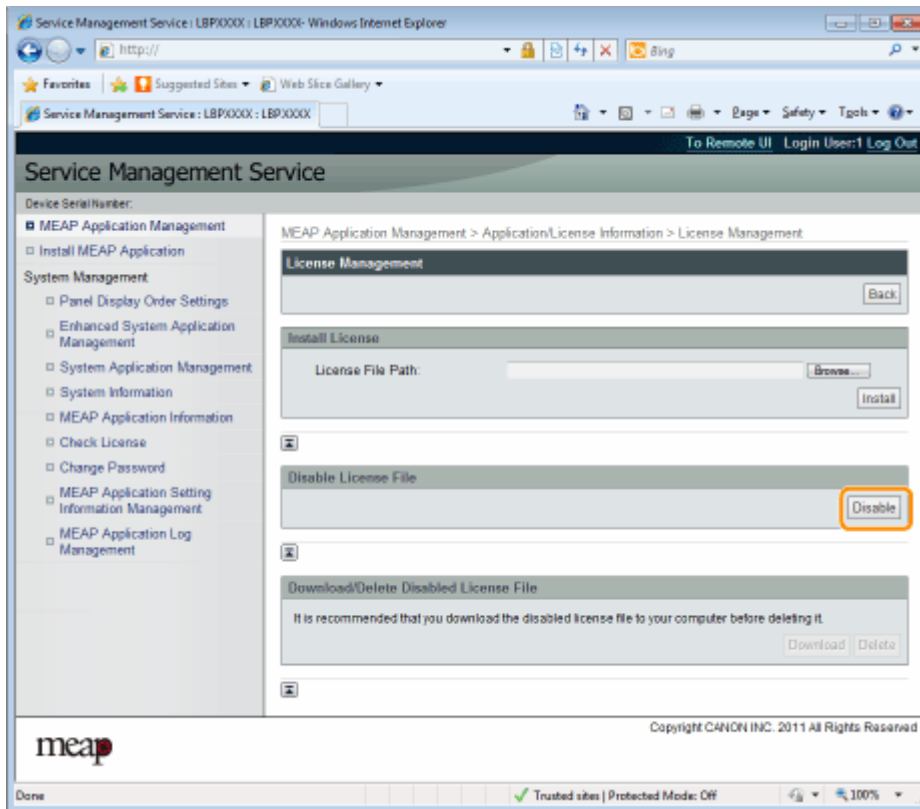 Service Management Service : LBPXXXX : LBPXXXX- Windows Internet Explorer
http://
Bing
Favorites Suggested Sites Web Slice Gallery
Service Management Service : LBPXXXX : LBPXXXX
Page Safety Tools
To Remote UI Login User:1 Log Out
Service Management Service
Device Serial Number:
MEAP Application Management
Install MEAP Application
System Management
Panel Display Order Settings
Enhanced System Application
Management
System Application Management
System Information
MEAP Application Information
Check License
Change Password
MEAP Application Setting
Information Management
MEAP Application Log
Management
MEAP Application Management > Application/License Information > License Management
License Management
Back
Install License
License File Path:
Browse...
Install
Disable License File
Disable
Download/Delete Disabled License File
It is recommended that you download the disabled license file to your computer before deleting it.
Download Delete
Copyright CANON INC. 2011 All Rights Reserved
meap
Done
Trusted sites | Protected Mode: Off
100%